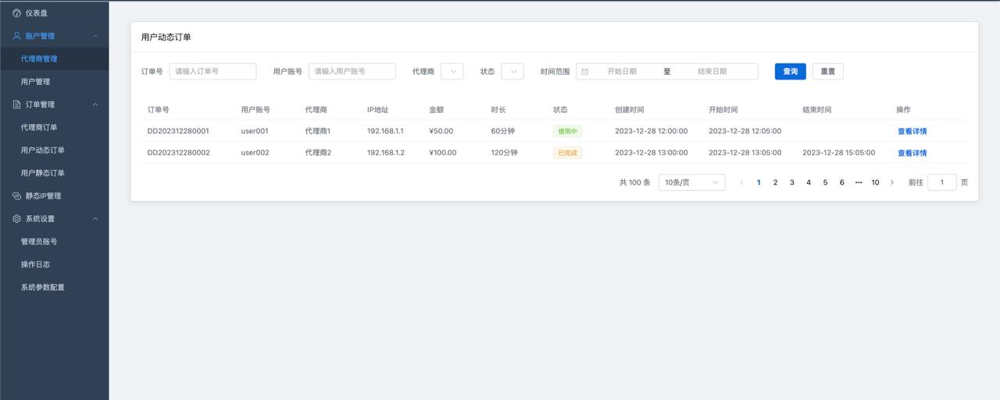 仪表盘
账户管理
代理商管理
用户管理
订单管理
代理商订单
用户动态订单
用户静态订单
静态IP管理
系统设置
管理员账号
操作日志
系统参数配置
用户动态订单
订单号 请输入订单号 用户账号 请输入用户账号 代理商 状态 时间范围 开始日期 至 结束日期 查询 重置
订单号 用户账号 代理商 IP地址 金额 时长 状态 创建时间 开始时间 结束时间 操作
DD202312280001 user001 代理商1 192.168.1.1 ¥50.00 60分钟 使用中 2023-12-28 12:00:00 2023-12-28 12:05:00 查看详情
DD202312280002 user002 代理商2 192.168.1.2 ¥100.00 120分钟 已完成 2023-12-28 13:00:00 2023-12-28 13:05:00 2023-12-28 15:05:00 查看详情
共 100 条 10条/页 1 2 3 4 5 6 ··· 10 前往 1 页